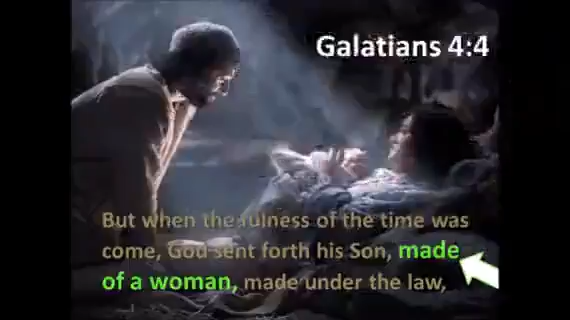 Galatians 4:4
But when the fulness of the time was
come, God sent forth his Son, made
of a woman, made under the law,